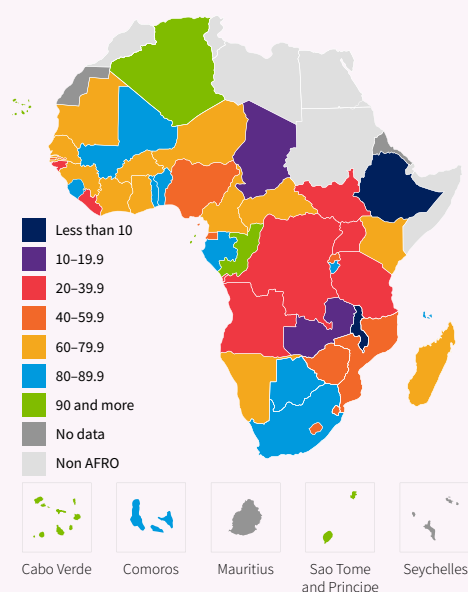 Less than 10
10–19.9
20–39.9
40–59.9
60–79.9
80–89.9
90 and more
No data
Non AFRO
Cabo Verde
Comoros
Mauritius
Sao Tome
and Principe
Seychelles